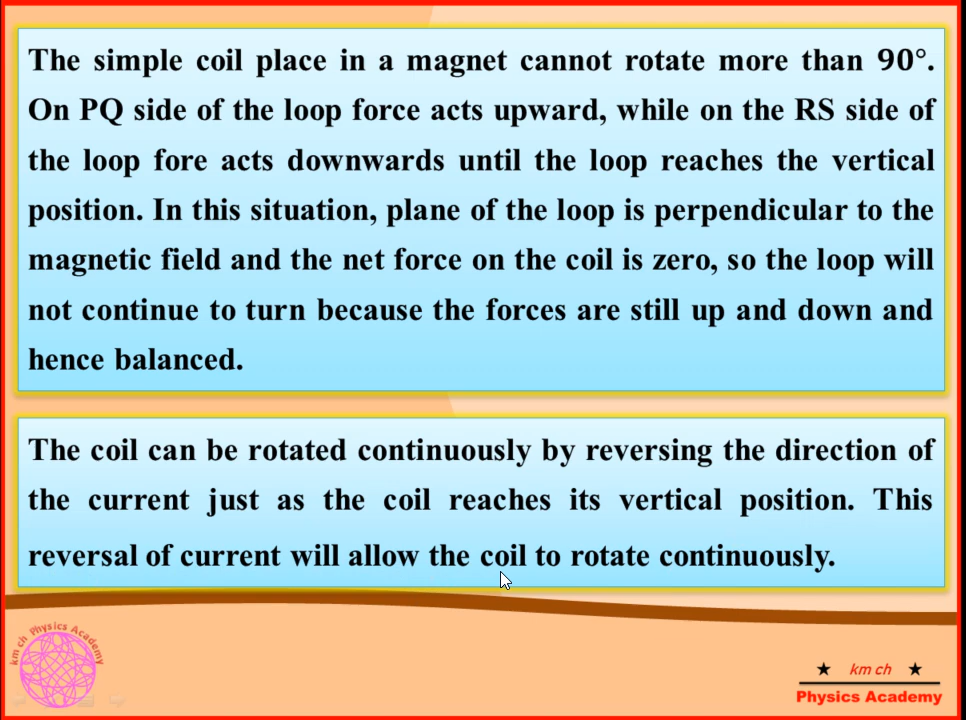 The simple coil place in a magnet cannot rotate more than 90°.
On PQ side of the loop force acts upward, while on the RS side of
the loop fore acts downwards until the loop reaches the vertical
position. In this situation, plane of the loop is perpendicular to the
magnetic field and the net force on the coil is zero, so the loop will
not continue to turn because the forces are still up and down and
hence balanced.
The coil can be rotated continuously by reversing the direction of
the current just as the coil reaches its vertical position. This
reversal of current will allow the coil to rotate continuously.
km ch Physics Academy
★ km ch ★
Physics Academy